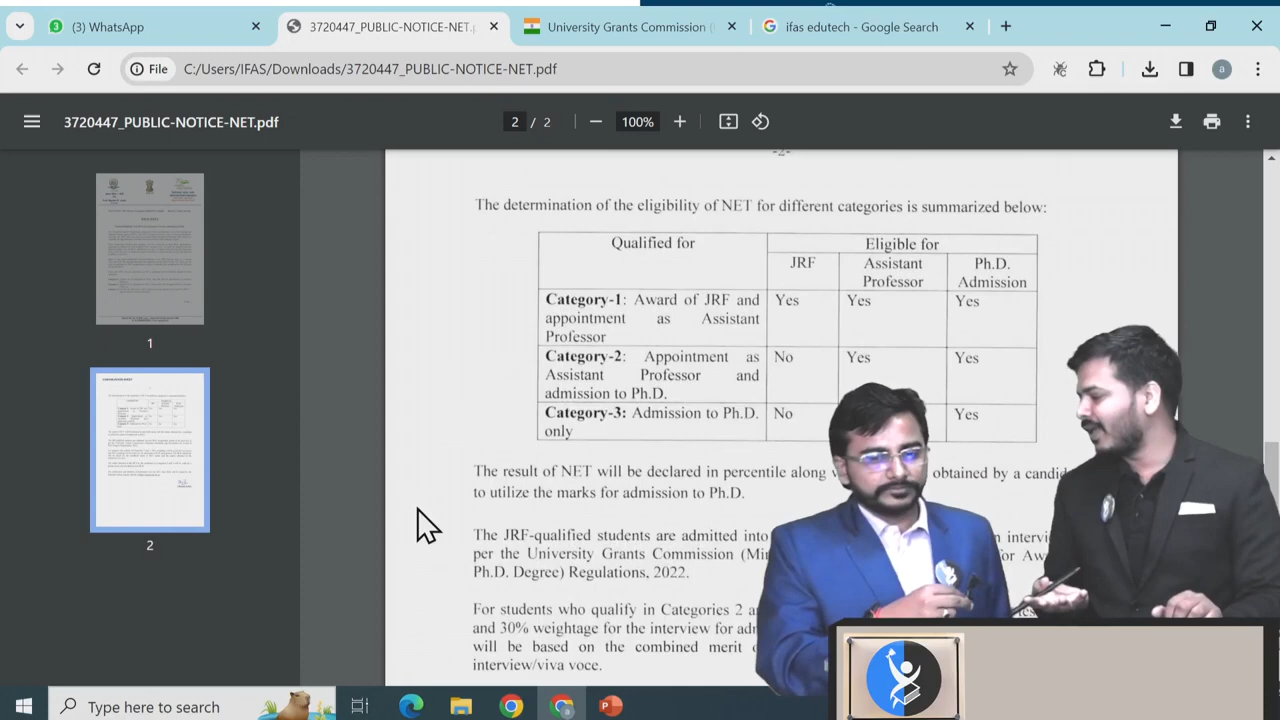 (3) WhatsApp
3720447_PUBLIC-NOTICE-NET.
University Grants Commission (
ifas edutech - Google Search
File
C:/Users/IFAS/Downloads/3720447_PUBLIC-NOTICE-NET.pdf
a
3720447_PUBLIC-NOTICE-NET.pdf
2 / 2
100%
1
2
-2-
The determination of the eligibility of NET for different categories is summarized below:
Qualified for
Eligible for
JRF
Assistant Professor
Ph.D. Admission
Category-1: Award of JRF and
appointment as Assistant
Professor
Yes Yes Yes
Category-2: Appointment as
Assistant Professor and
admission to Ph.D.
No Yes Yes
Category-3: Admission to Ph.D.
only
No Yes
The result of NET will be declared in percentile along obtained by a
to utilize the marks for admission to Ph.D.
The JRF-qualified students are admitted into
per the University Grants Commission for
Ph.D. Degree) Regulations, 2022.
For students who qualify in Categories 2
and 30% weightage for the interview for
will be based on the combined merit
interview/viva voce.
Type here to search